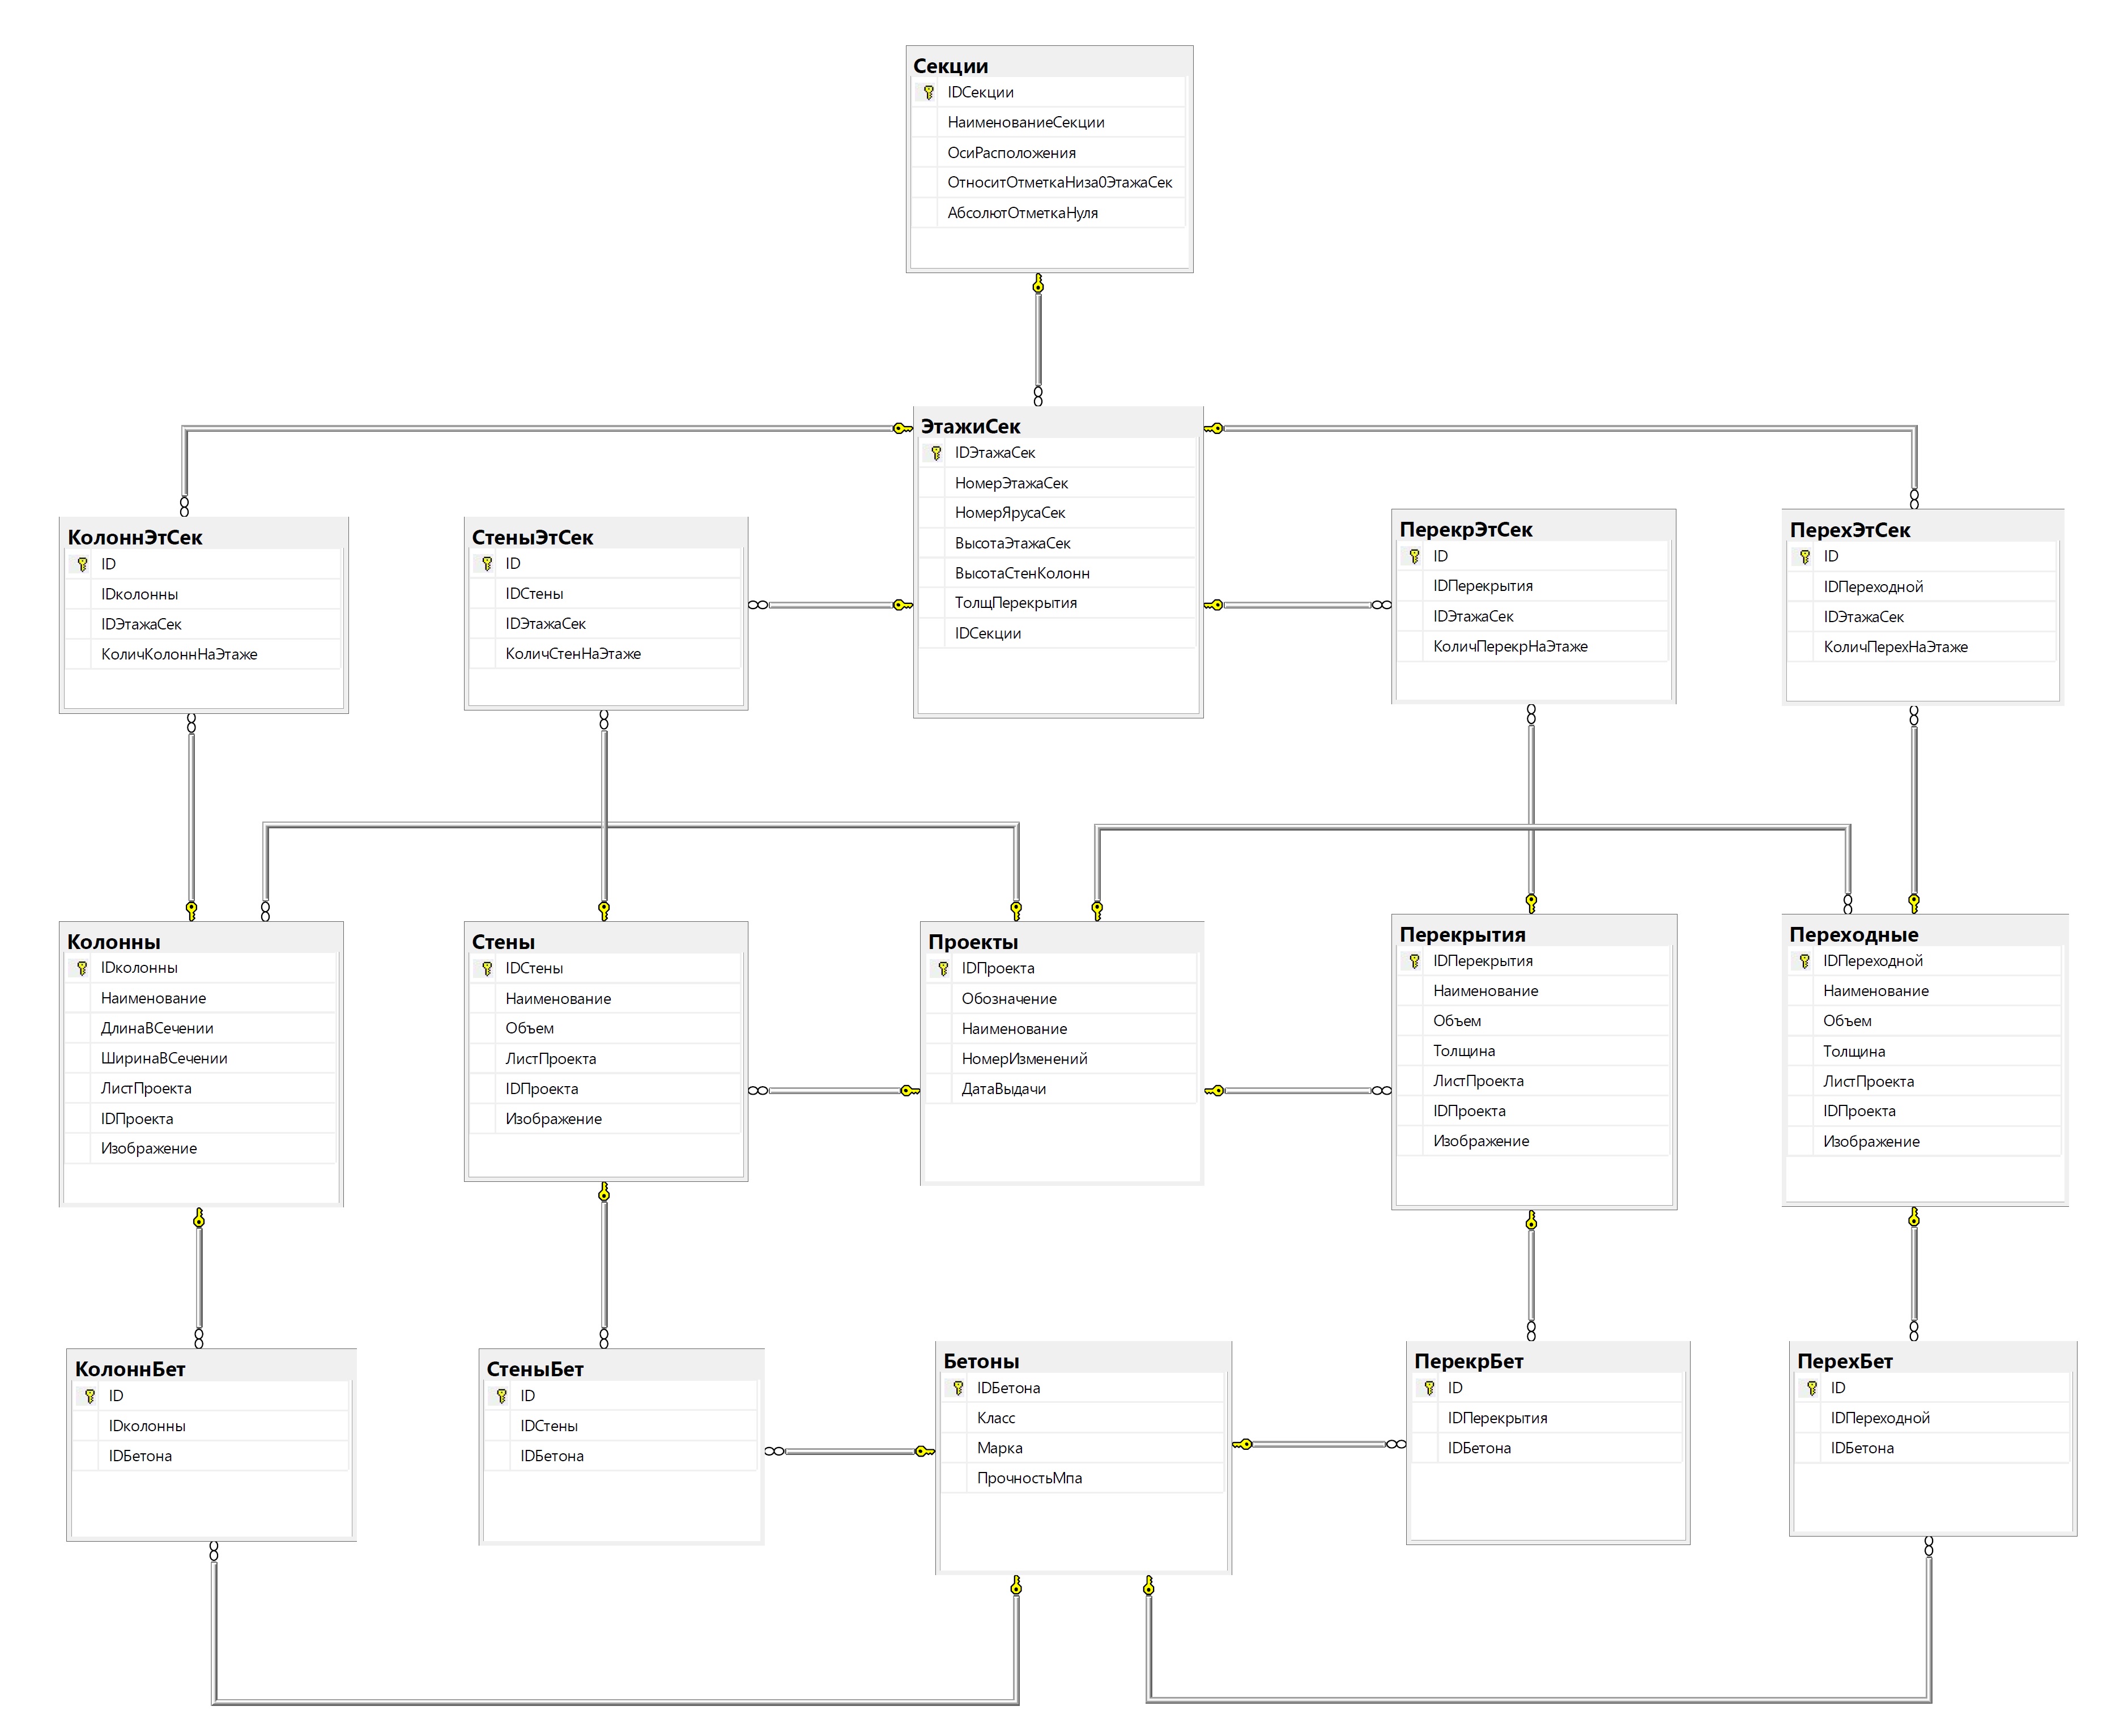 Секции
IDСекции
НаименованиеСекции
ОсиРасположения
ОтноситОтметкаНиза0ЭтажаСек
АбсолютОтметкаНуля
ЭтажиСек
IDЭтажаСек
НомерЭтажаСек
НомерЯрусаСек
ВысотаЭтажаСек
ВысотаСтенКолонн
ТолщПерекрытия
IDСекции
КолоннЭтСек
ID
IDколонны
IDЭтажаСек
КоличКолоннНаЭтаже
СтеныЭтСек
ID
IDСтены
IDЭтажаСек
КоличСтенНаЭтаже
ПерекрЭтСек
ID
IDПерекрытия
IDЭтажаСек
КоличПерекрНаЭтаже
ПерехЭтСек
ID
IDПереходной
IDЭтажаСек
КоличПерехНаЭтаже
Колонны
IDколонны
Наименование
ДлинаВСечении
ШиринаВСечении
ЛистПроекта
IDПроекта
Изображение
Стены
IDСтены
Наименование
Объем
ЛистПроекта
IDПроекта
Изображение
Проекты
IDПроекта
Обозначение
Наименование
НомерИзменений
ДатаВыдачи
Перекрытия
IDПерекрытия
Наименование
Объем
Толщина
ЛистПроекта
IDПроекта
Изображение
Переходные
IDПереходной
Наименование
Объем
Толщина
ЛистПроекта
IDПроекта
Изображение
КолоннБет
ID
IDколонны
IDБетона
СтеныБет
ID
IDСтены
IDБетона
Бетоны
IDБетона
Класс
Марка
ПрочностьМпа
ПерекрБет
ID
IDПерекрытия
IDБетона
ПерехБет
ID
IDПереходной
IDБетона